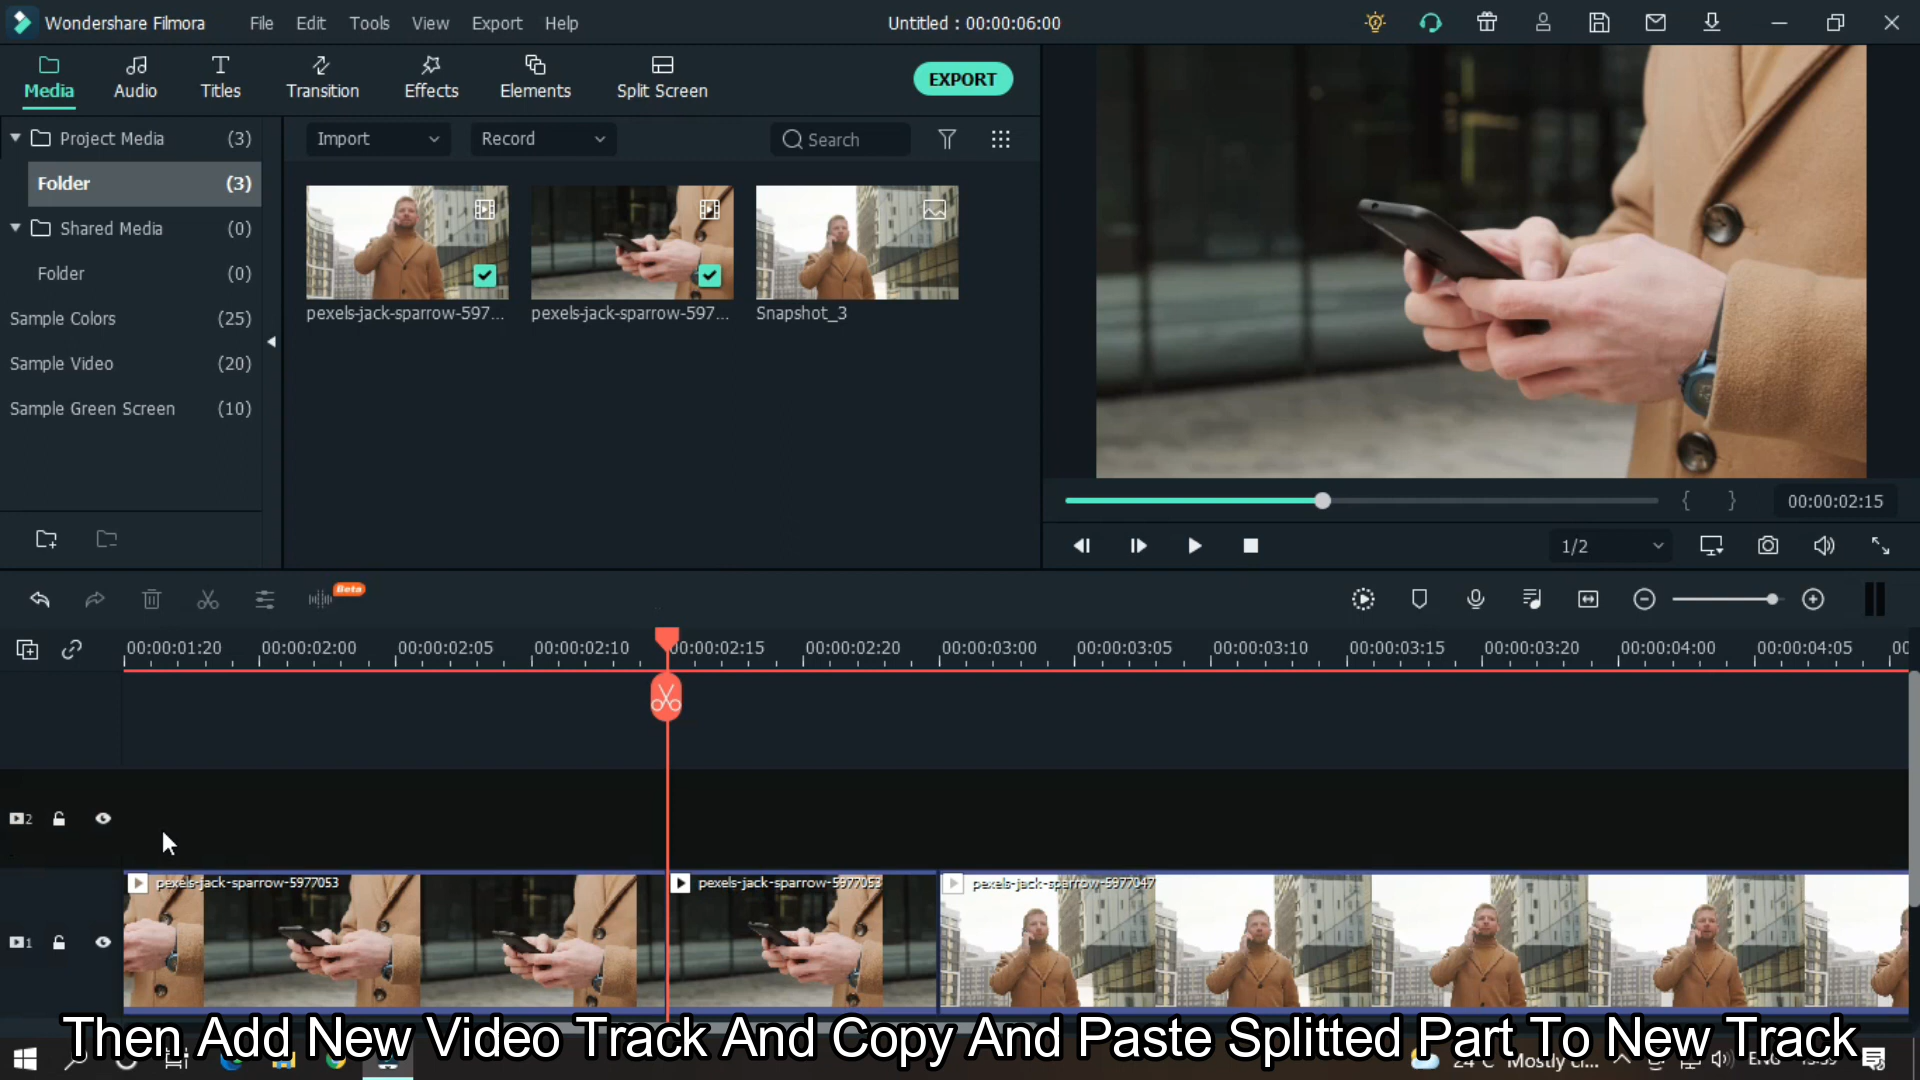 Wondershare Filmora File Edit Tools View Export Help Untitled : 00:00:06:00
Media Audio Titles Transition Effects Elements Split Screen EXPORT
Project Media (3) Import Record Search
Folder (3)
Shared Media (0)
Folder (0)
Sample Colors (25)
Sample Video (20)
Sample Green Screen (10)
pexels-jack-sparrow-597... pexels-jack-sparrow-597... Snapshot_3
00:00:02:15
1/2
Beta
00:00:01:20 00:00:02:00 00:00:02:05 00:00:02:10 00:00:02:15 00:00:02:20 00:00:03:00 00:00:03:05 00:00:03:10 00:00:03:15 00:00:03:20 00:00:04:00 00:00:04:05 00
2
pexels-jack-sparrow-5977053 pexels-jack-sparrow-5977053 pexels-jack-sparrow-5977047
1
Then Add New Video Track And Copy And Paste Splitted Part To New Track
24°C Mostly cl... ENG